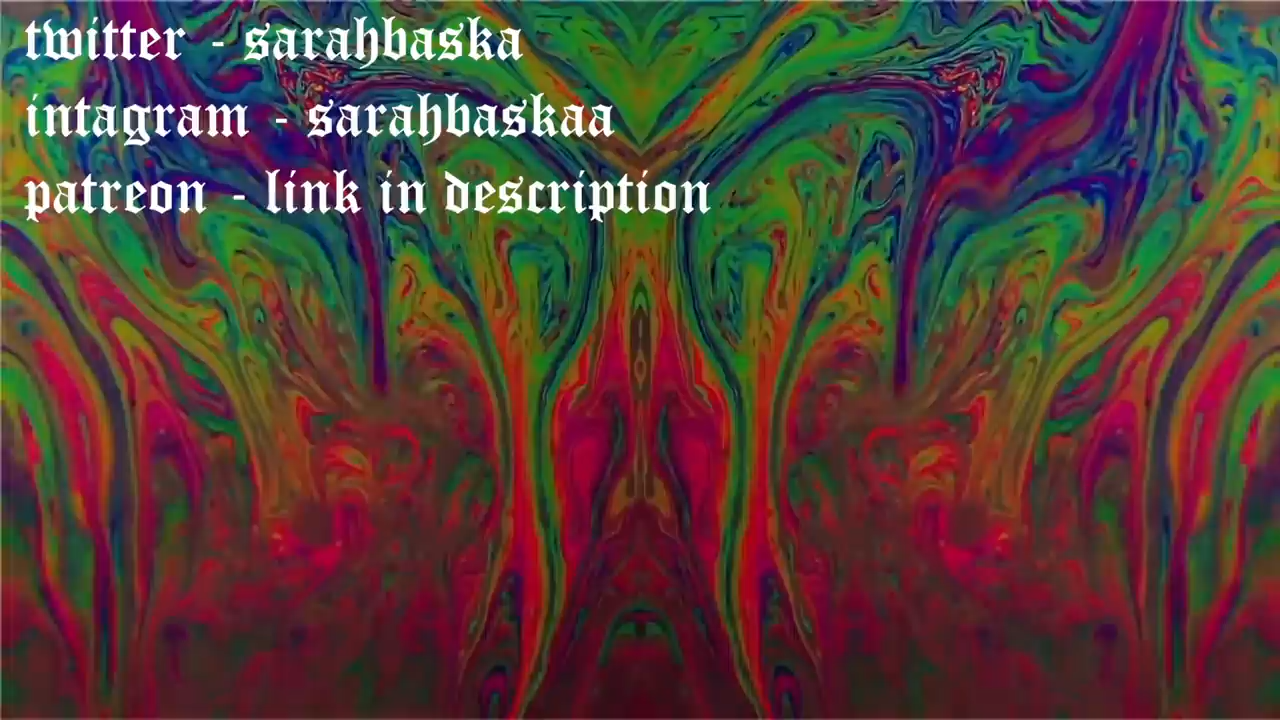 twitter - sarahbaska
intagram - sarahbaskaa
patreon - link in description